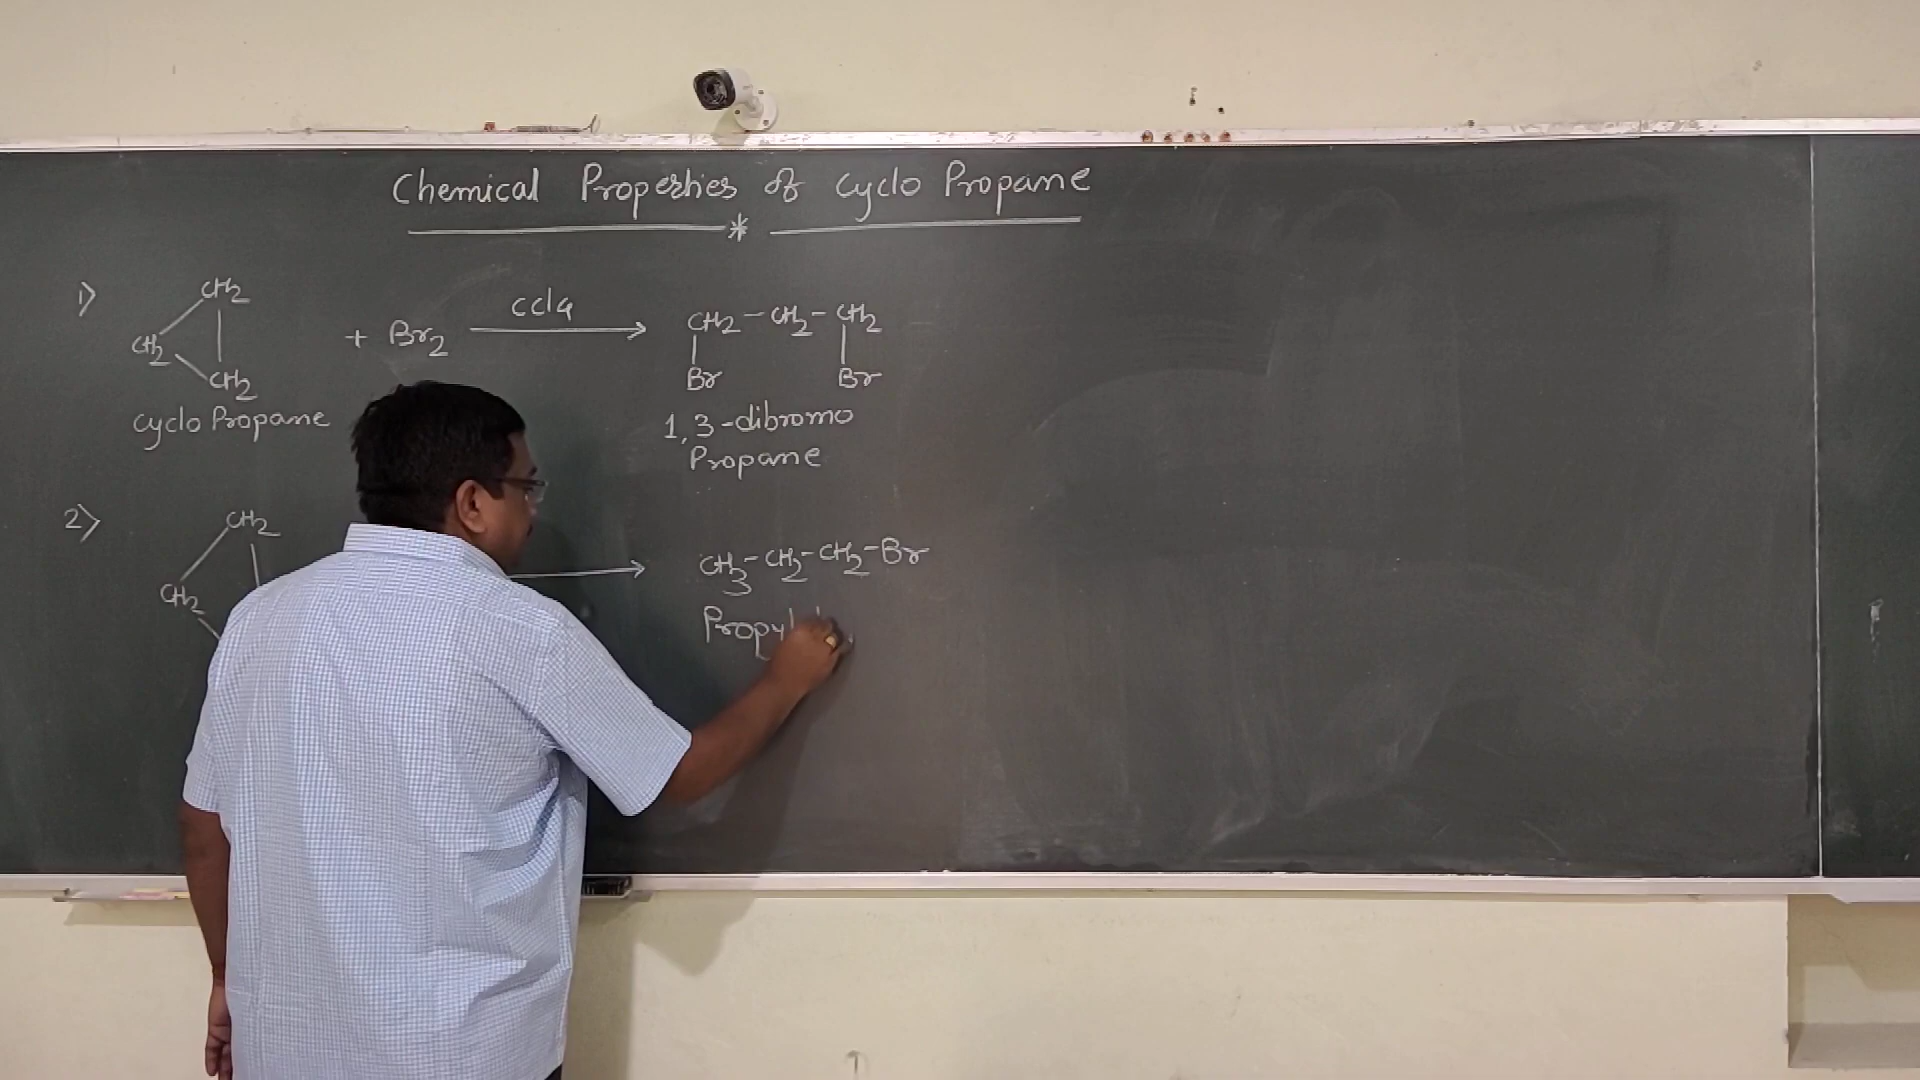 Chemical Properties of Cyclo Propane
*
1)
CH2
CH2
CH2
+ Br2
CCl4
CH2 - CH2 - CH2
Br Br
Cyclo Propane
1,3-dibromo
Propane
2)
CH2
CH2
CH3-CH2-CH2-Br
Propyl